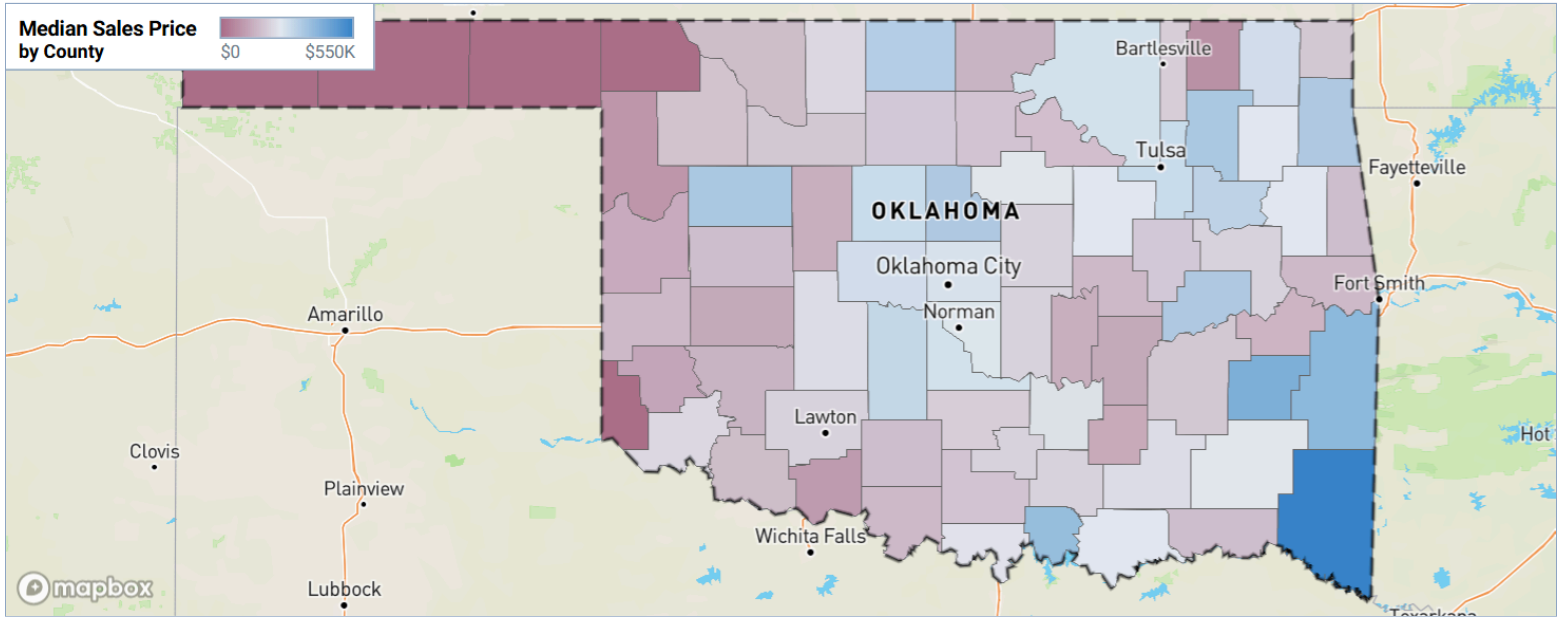 Median Sales Price
by County
$0 $550K
Bartlesville
Tulsa
Fayetteville
OKLAHOMA
Oklahoma City
Fort Smith
Norman
Amarillo
Lawton
Hot
Clovis
Plainview
Wichita Falls
mapbox
Lubbock
Texarkana